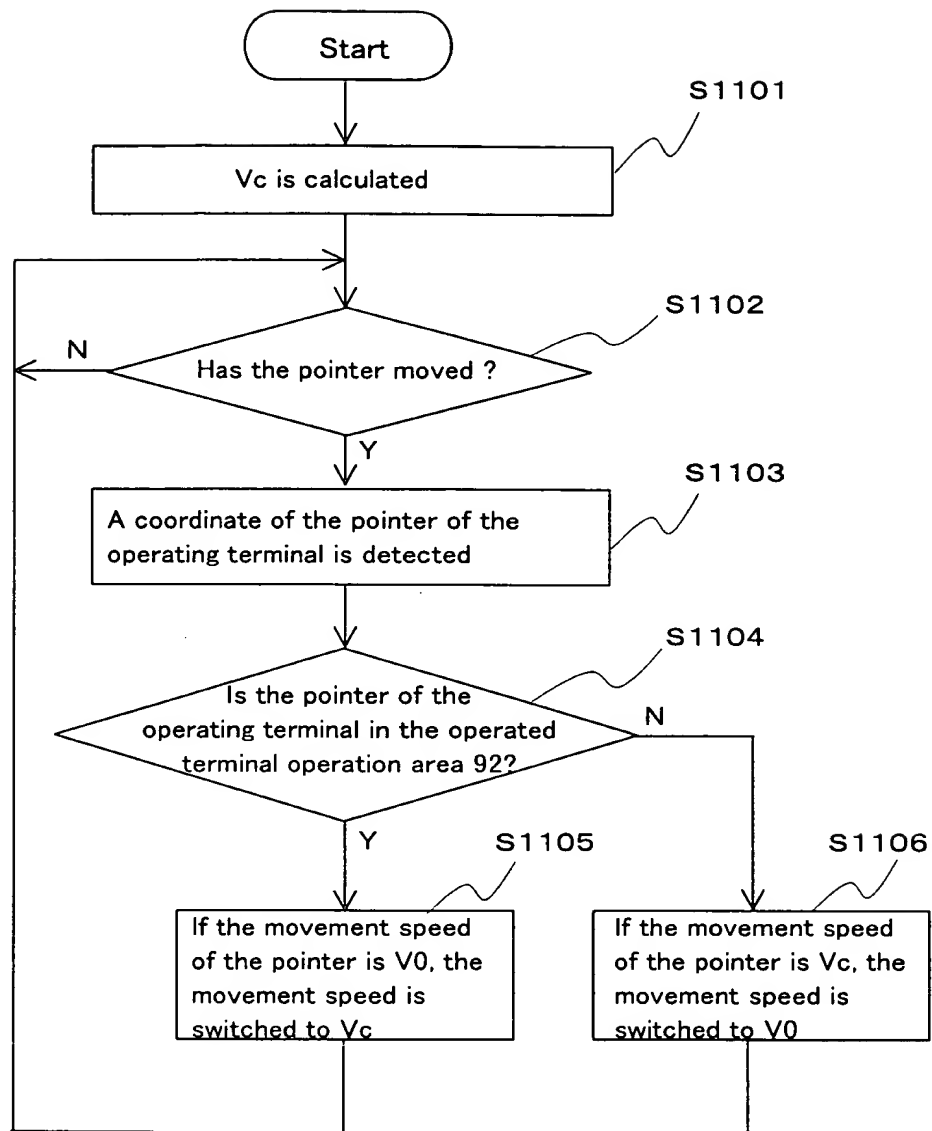 Start
S1101
Vc is calculated
S1102
N
Has the pointer moved ?
Y
S1103
A coordinate of the pointer of the
operating terminal is detected
S1104
Is the pointer of the
operating terminal in the operated
terminal operation area 92?
N
Y
S1105
S1106
If the movement speed
of the pointer is V0, the
movement speed is
switched to Vc
If the movement speed
of the pointer is Vc, the
movement speed is
switched to V0